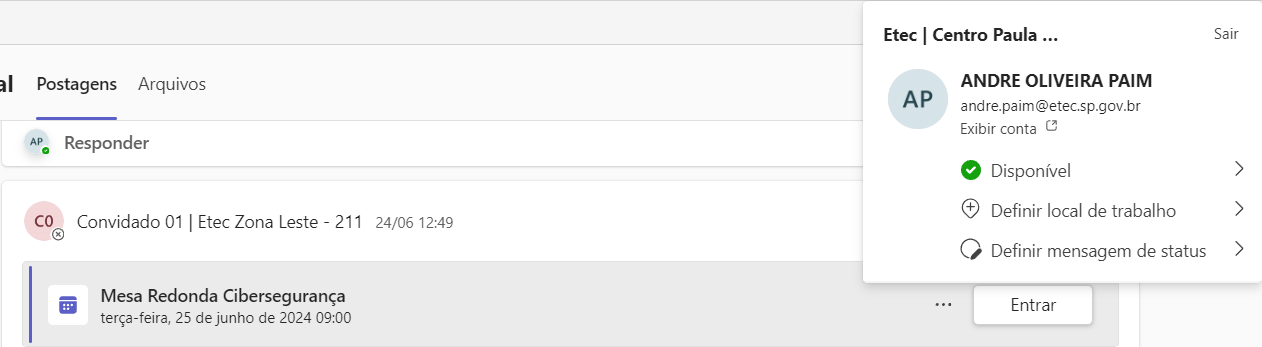 Etec | Centro Paula ...
Sair
al
Postagens
Arquivos
AP
ANDRE OLIVEIRA PAIM
andre.paim@etec.sp.gov.br
Exibir conta
AP
Responder
Disponível
Definir local de trabalho
Definir mensagem de status
C0
Convidado 01 | Etec Zona Leste - 211
24/06 12:49
Mesa Redonda Cibersegurança
terça-feira, 25 de junho de 2024 09:00
...
Entrar